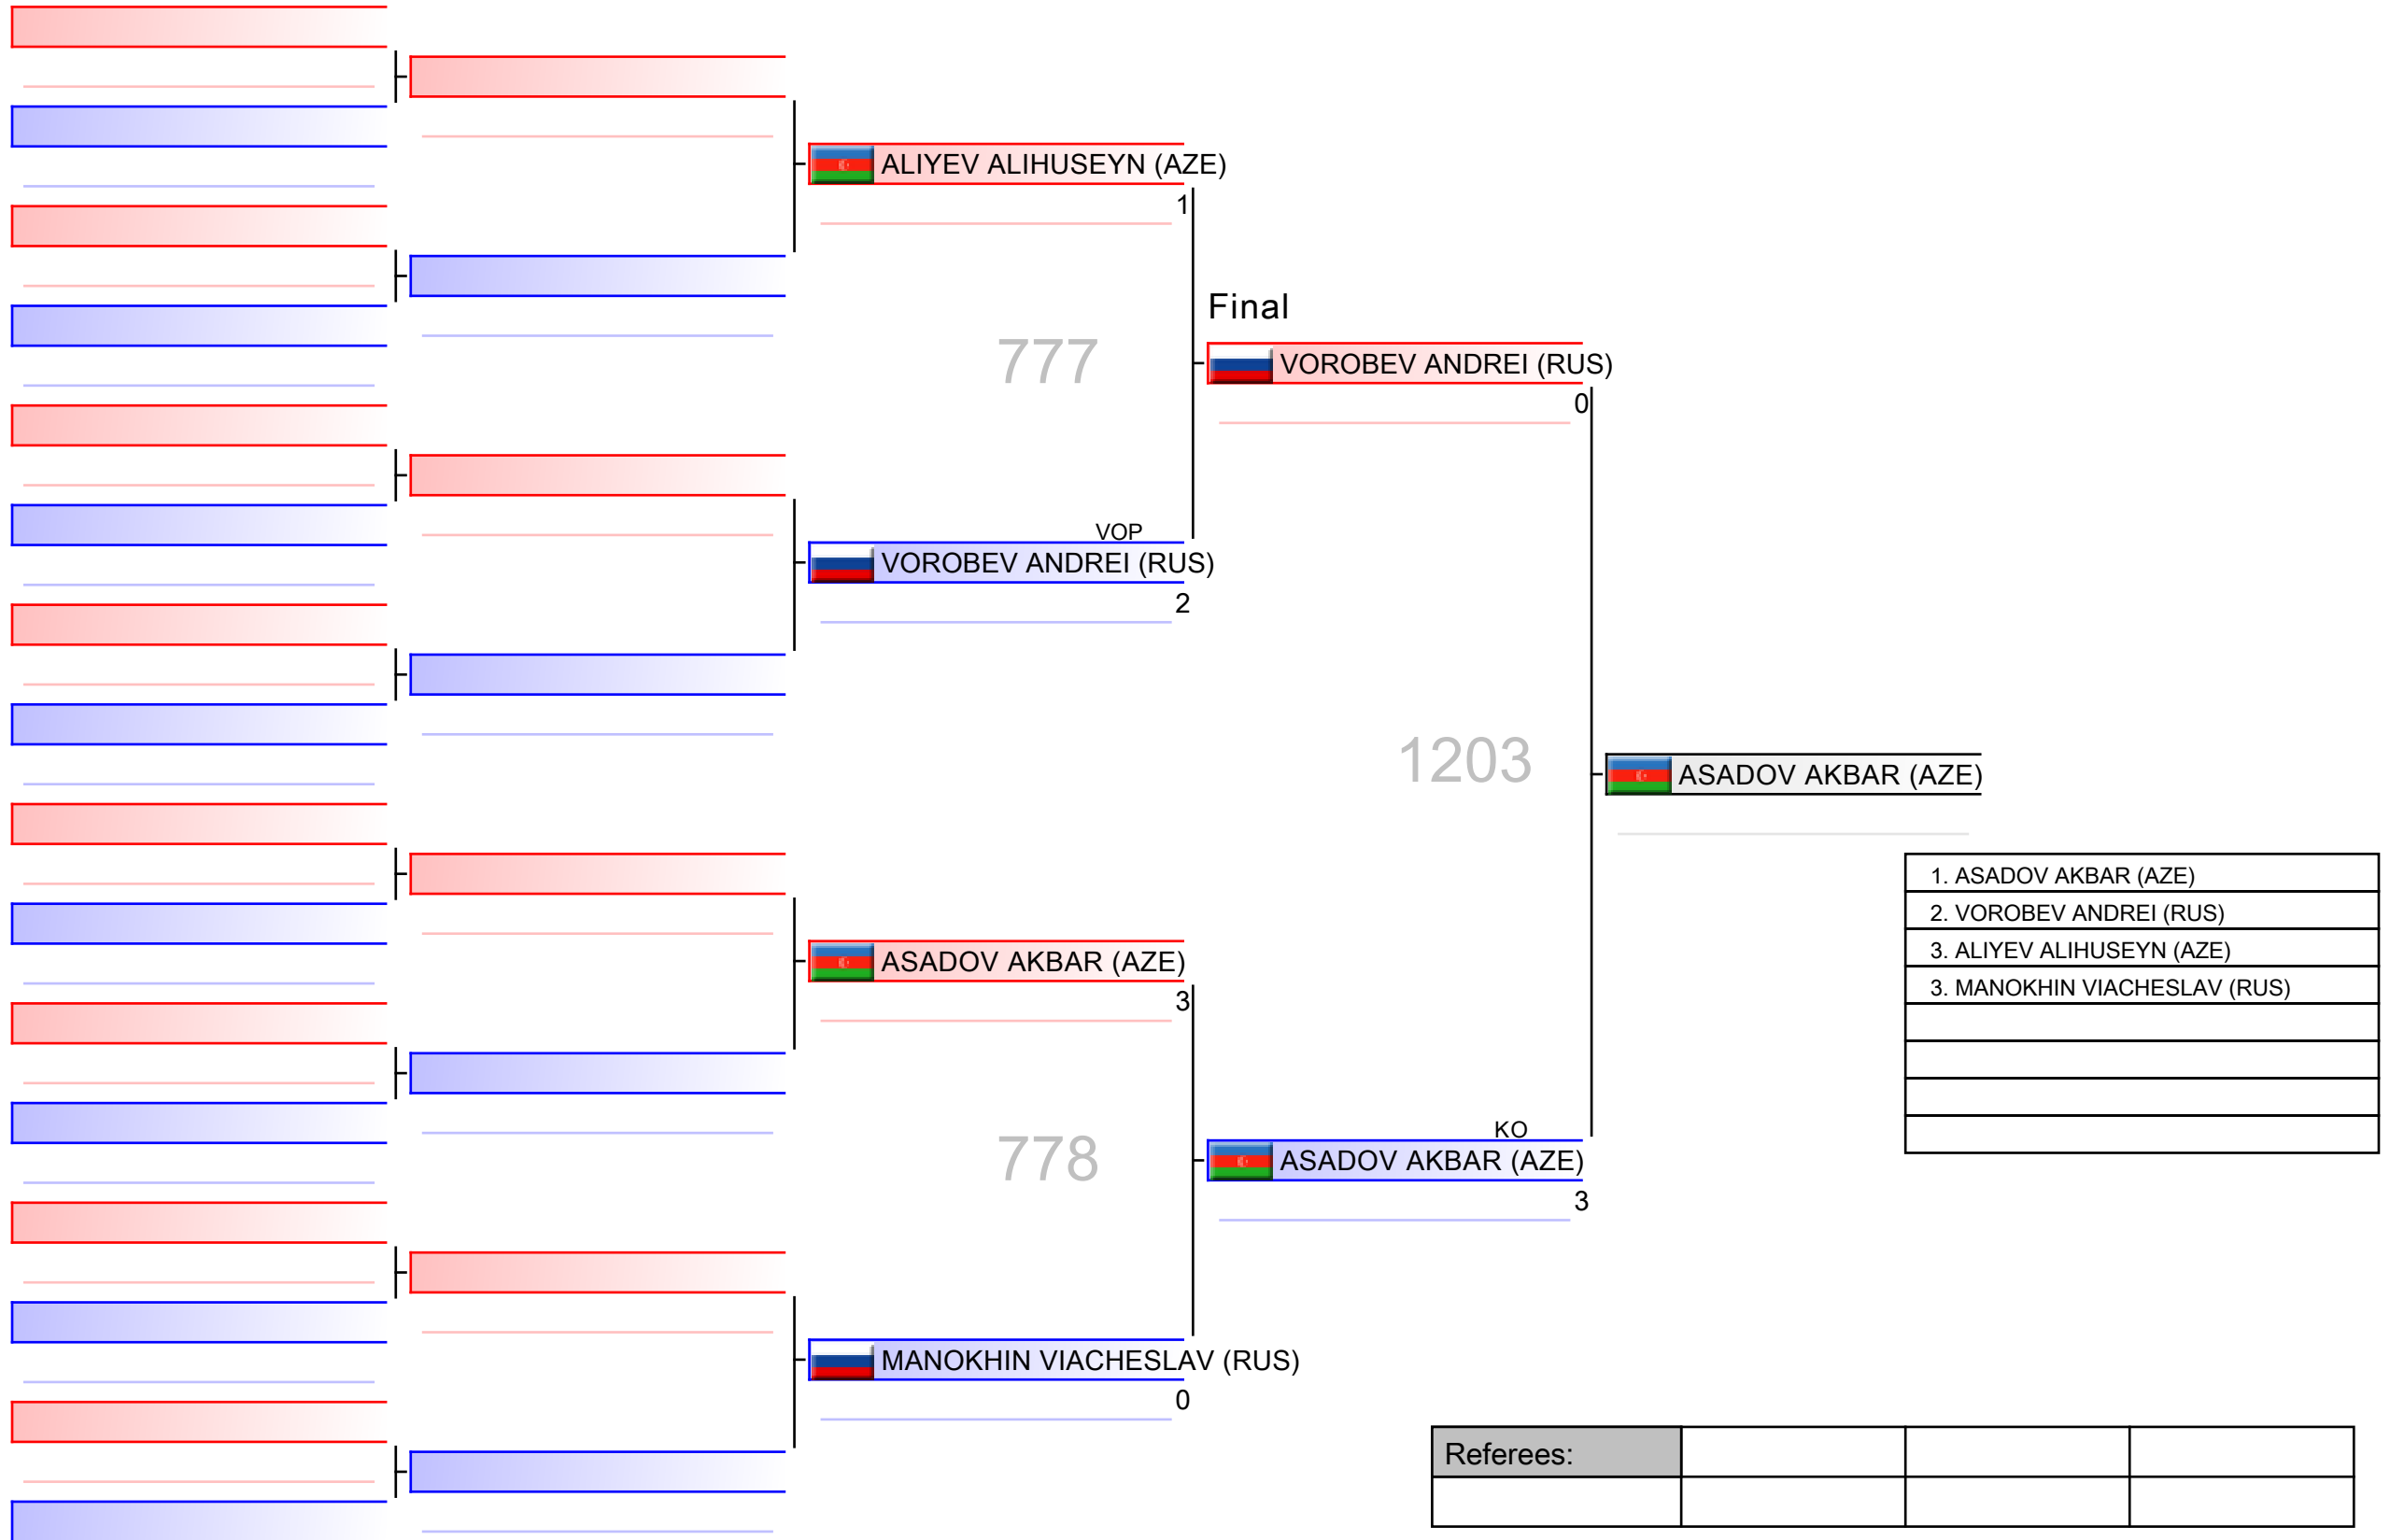 ALIYEV ALIHUSEYN (AZE)
1
Final
777
VOROBEV ANDREI (RUS)
0
VOP
VOROBEV ANDREI (RUS)
2
1203
ASADOV AKBAR (AZE)
1. ASADOV AKBAR (AZE)
2. VOROBEV ANDREI (RUS)
3. ALIYEV ALIHUSEYN (AZE)
3. MANOKHIN VIACHESLAV (RUS)
ASADOV AKBAR (AZE)
3
778
KO
ASADOV AKBAR (AZE)
3
MANOKHIN VIACHESLAV (RUS)
0
Referees: